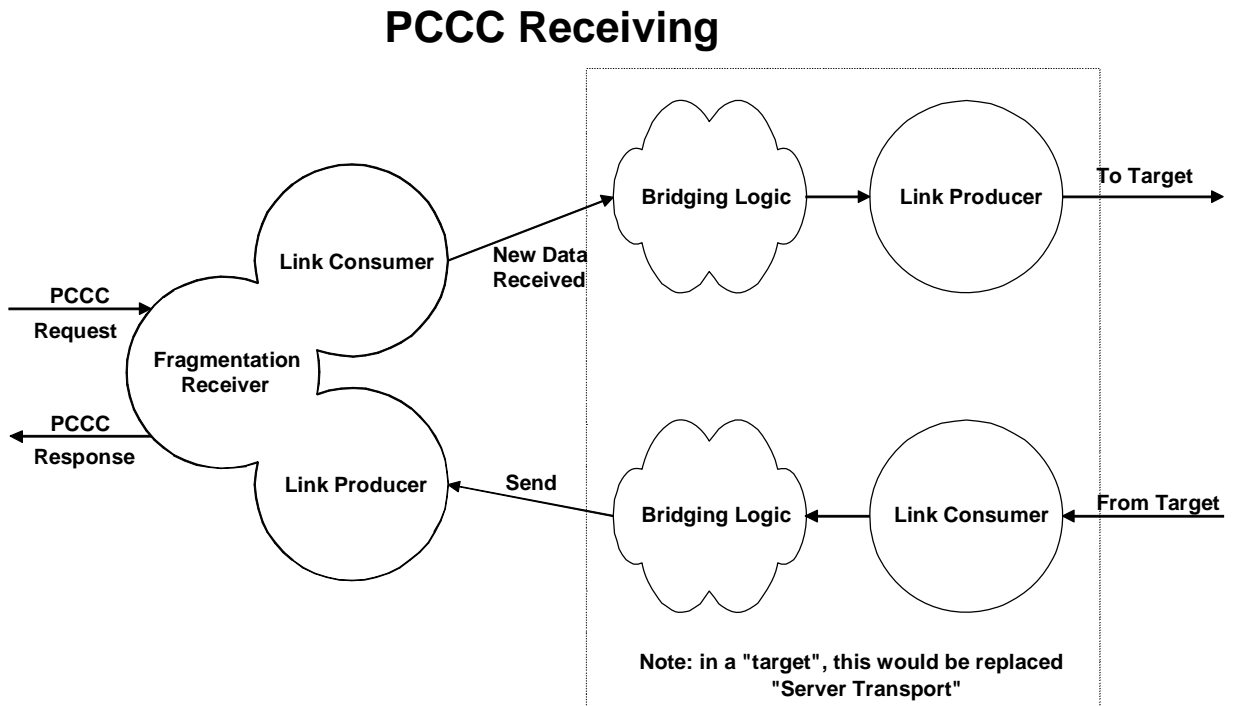 PCCC Receiving
To Target
Bridging Logic
Link Producer
New Data
Received
Link Consumer
PCCC
Request
Fragmentation
Receiver
PCCC
Response
Link Producer
Send
Bridging Logic
Link Consumer
From Target
Note: in a "target", this would be replaced
"Server Transport"